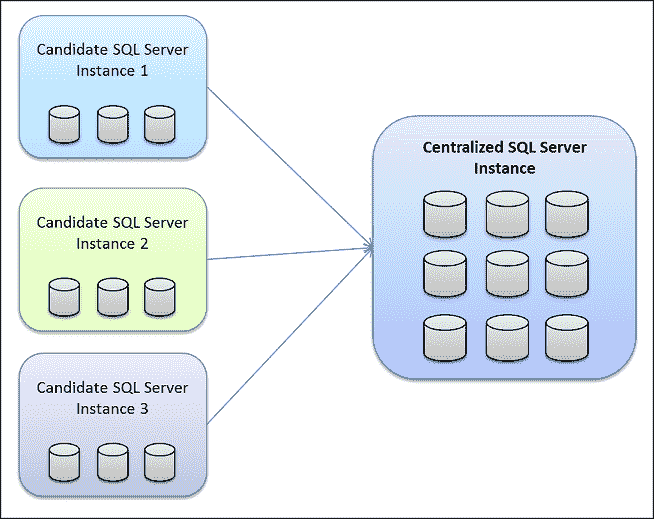 Candidate SQL Server
Instance 1
Candidate SQL Server
Instance 2
Candidate SQL Server
Instance 3
Centralized SQL Server
Instance